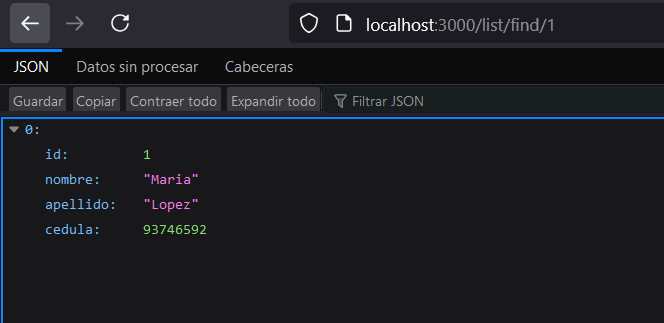 localhost:3000/list/find/1
JSON Datos sin procesar Cabeceras
Guardar Copiar Contraer todo Expandir todo Filtrar JSON
0:
id: 1
nombre: "Maria"
apellido: "Lopez"
cedula: 93746592